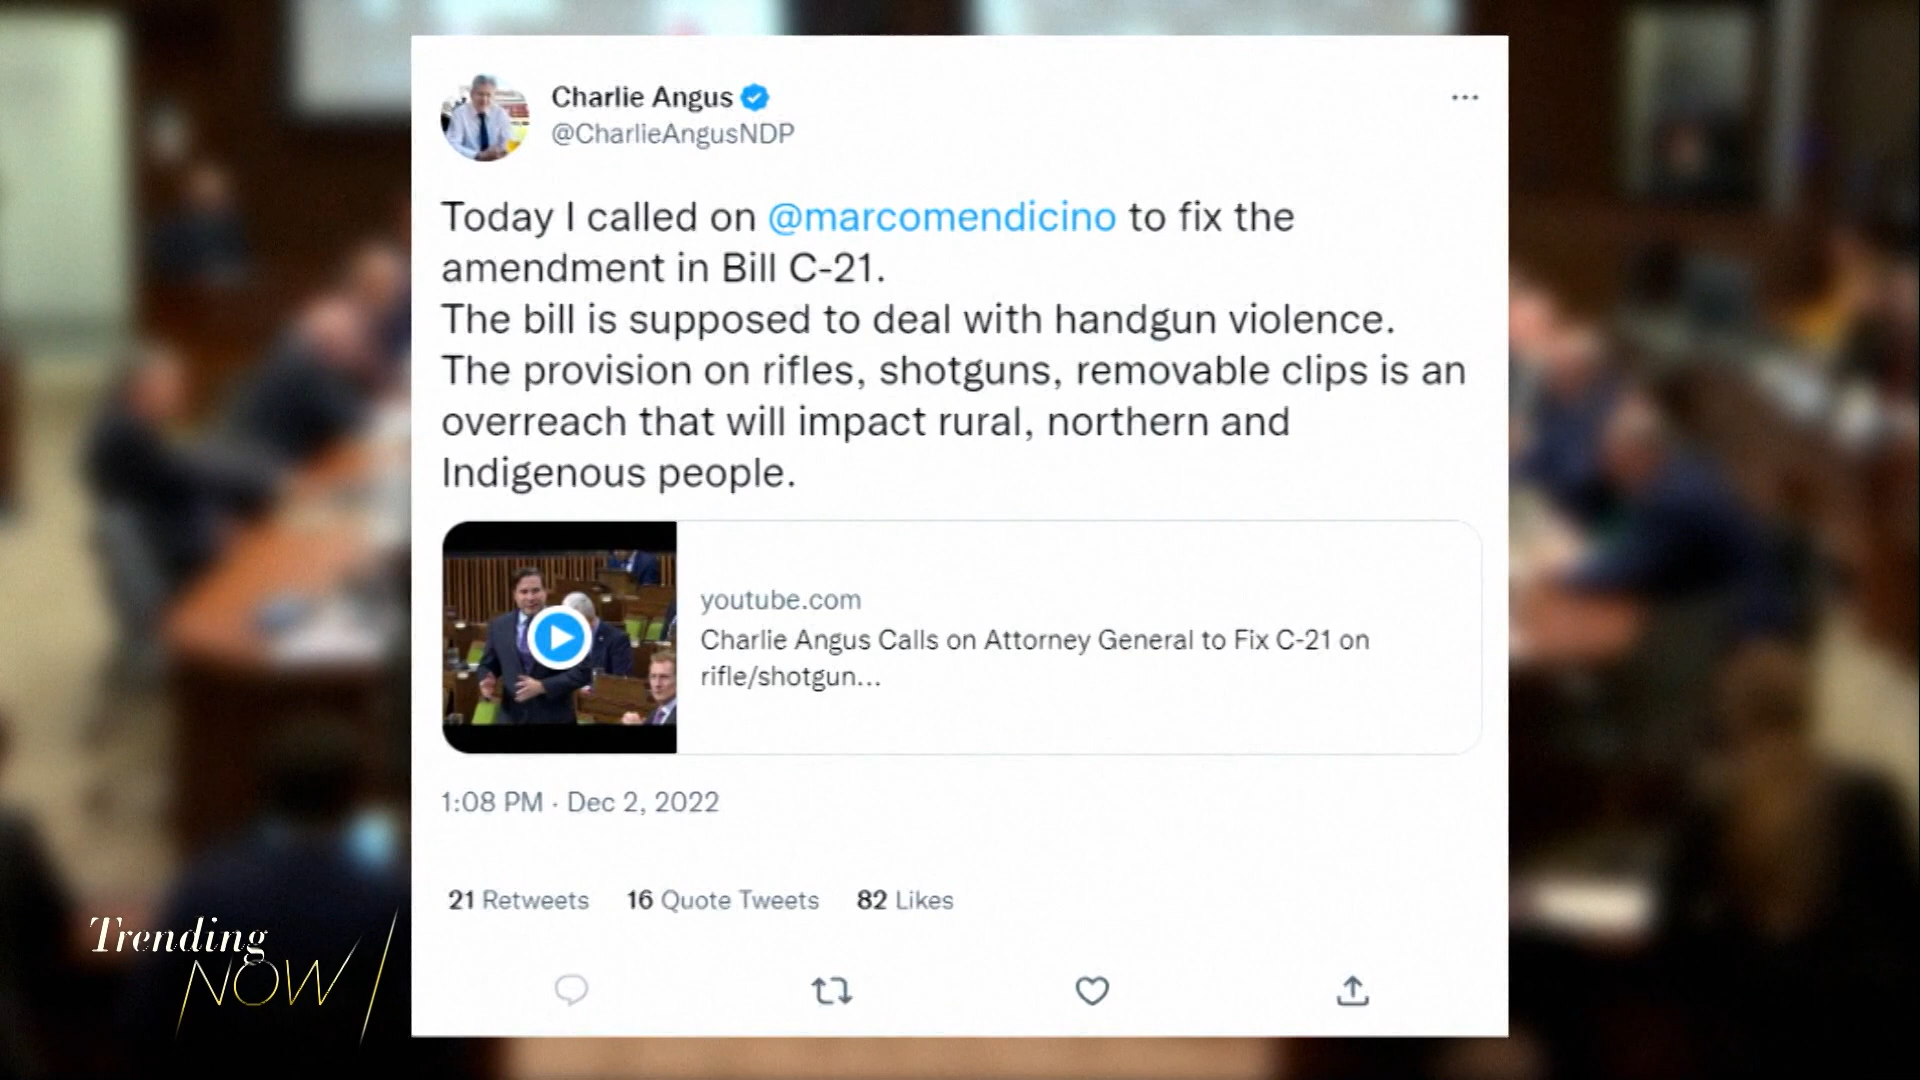 Charlie Angus
@CharlieAngusNDP
Today I called on @marcomendicino to fix the
amendment in Bill C-21.
The bill is supposed to deal with handgun violence.
The provision on rifles, shotguns, removable clips is an
overreach that will impact rural, northern and
Indigenous people.
youtube.com
Charlie Angus Calls on Attorney General to Fix C-21 on
rifle/shotgun...
1:08 PM · Dec 2, 2022
21 Retweets 16 Quote Tweets 82 Likes
Trending
NOW